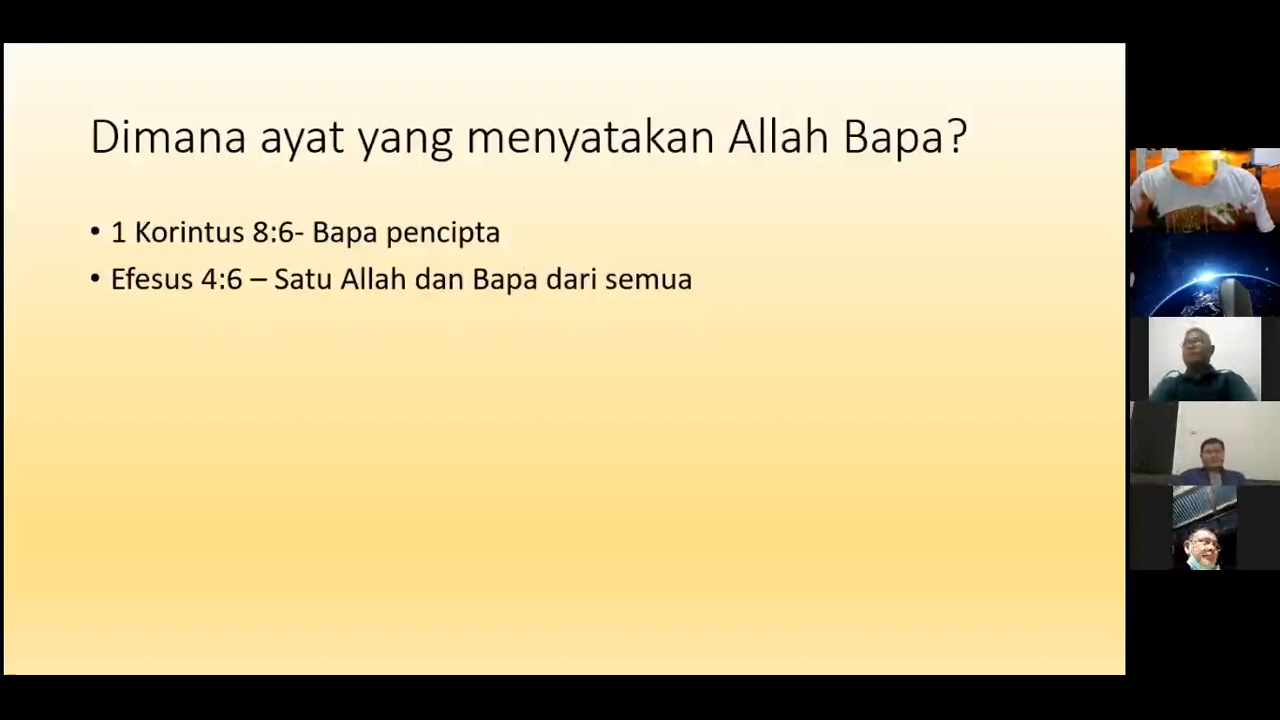 Dimana ayat yang menyatakan Allah Bapa?
• 1 Korintus 8:6- Bapa pencipta
• Efesus 4:6 – Satu Allah dan Bapa dari semua